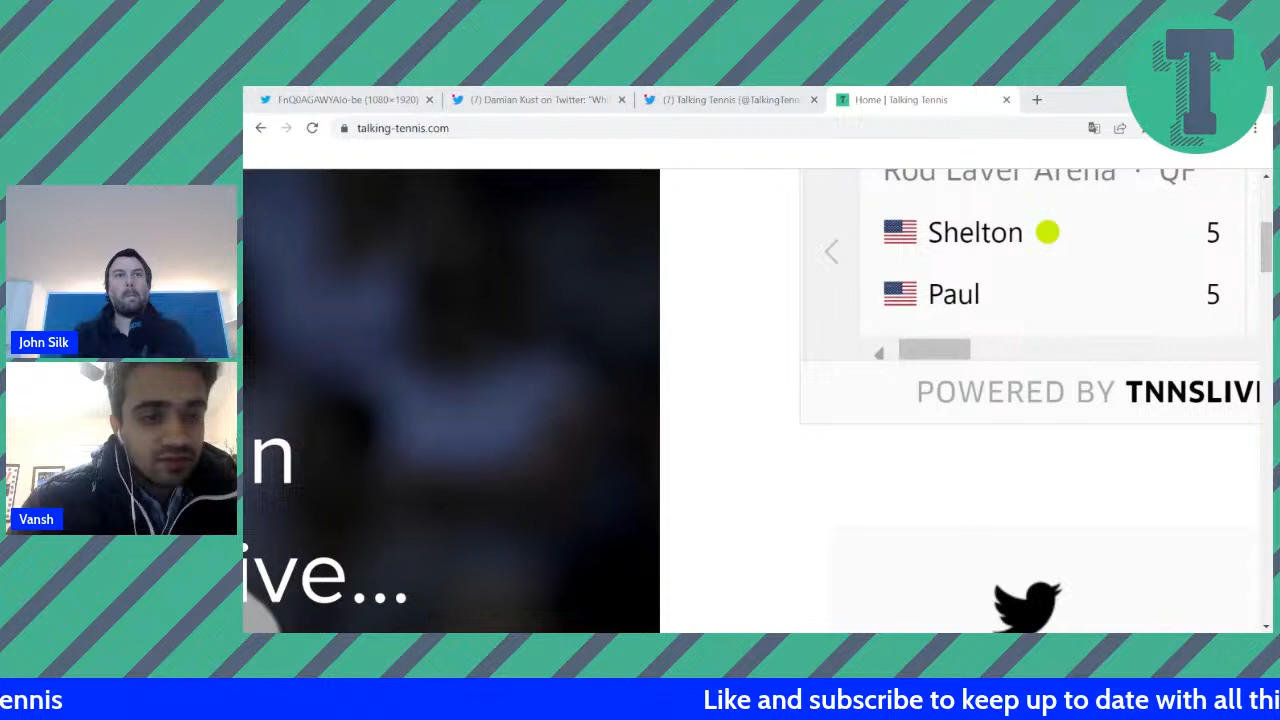 T
FnQ0AGAWYAIo-be (1080×1920)
(7) Damian Kust on Twitter: "Whi
(7) Talking Tennis (@TalkingTenn
Home | Talking Tennis
talking-tennis.com
Rod Laver Arena · QF
Shelton 5
Paul 5
POWERED BY TNNSLIVE
n
ive...
John Silk
Vansh
ennis
Like and subscribe to keep up to date with all thi